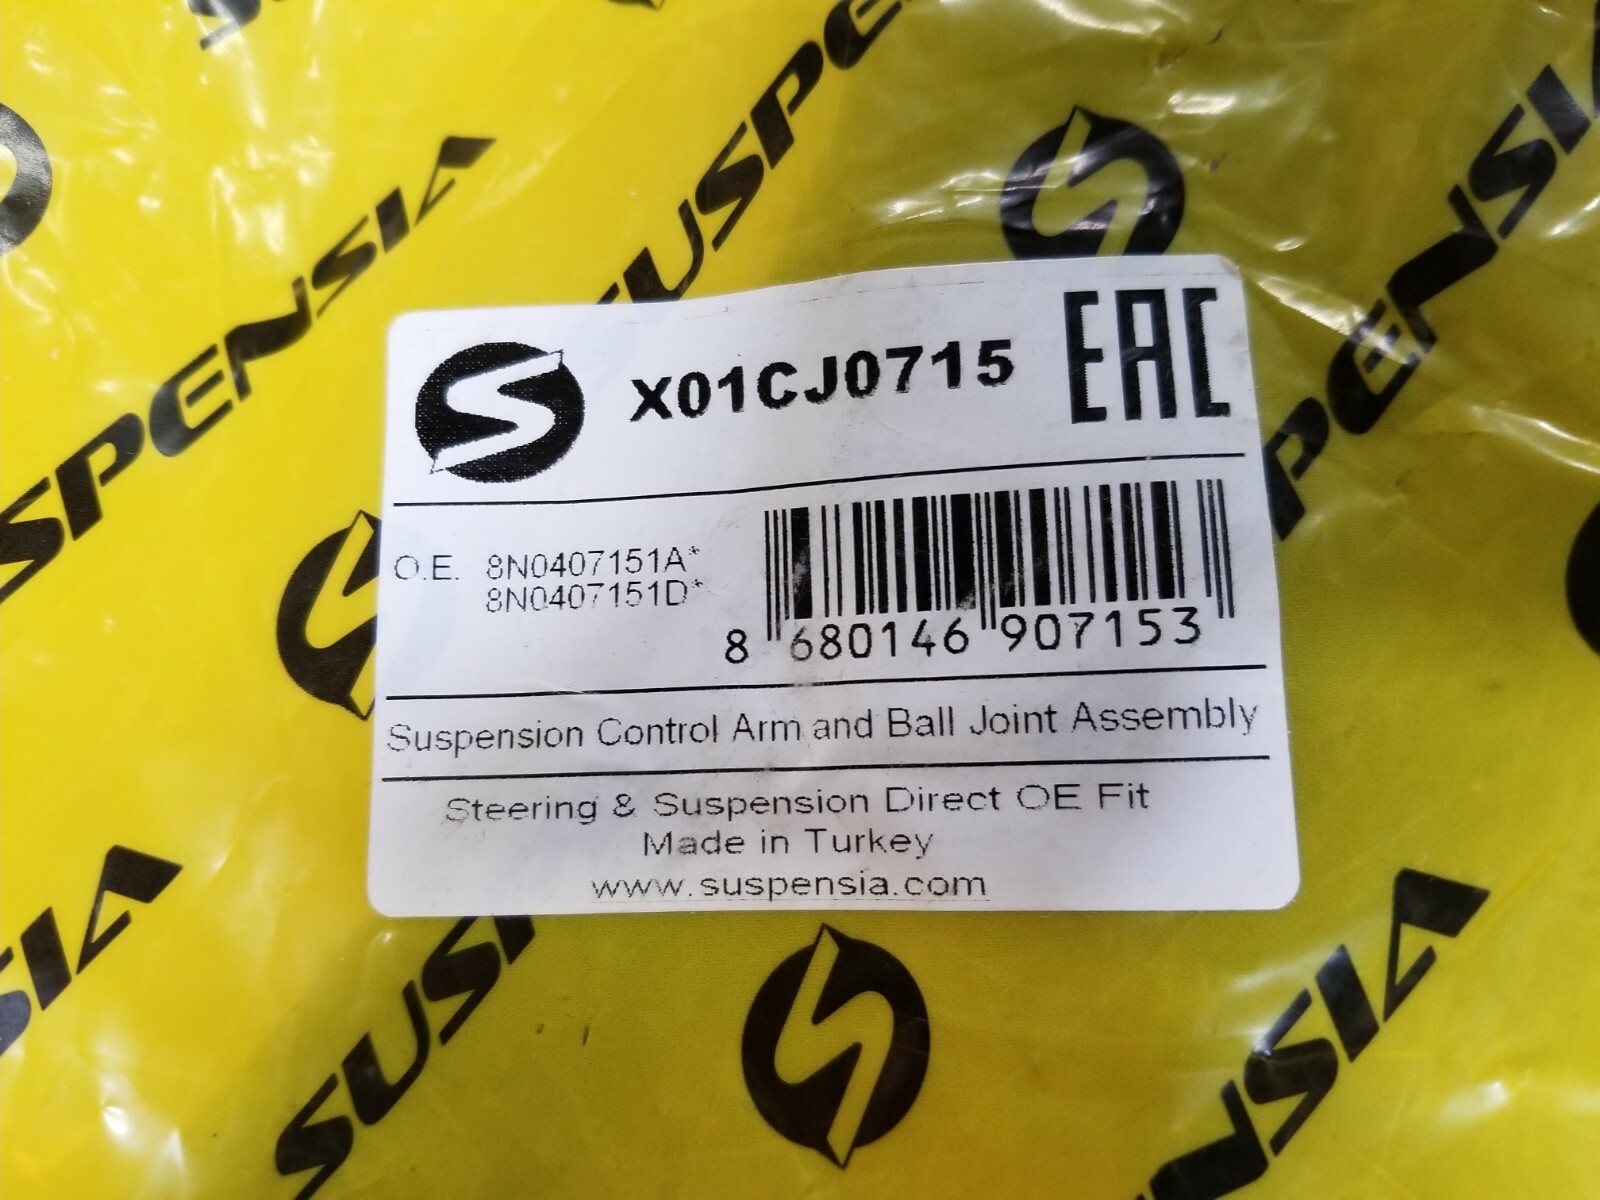 SUSPENSIA
SUSPENSIA
X01CJ0715
EAC
O.E. 8N0407151A*
8N0407151D*
8 680146 907153
Suspension Control Arm and Ball Joint Assembly
Steering & Suspension Direct OE Fit
Made in Turkey
www.suspensia.com